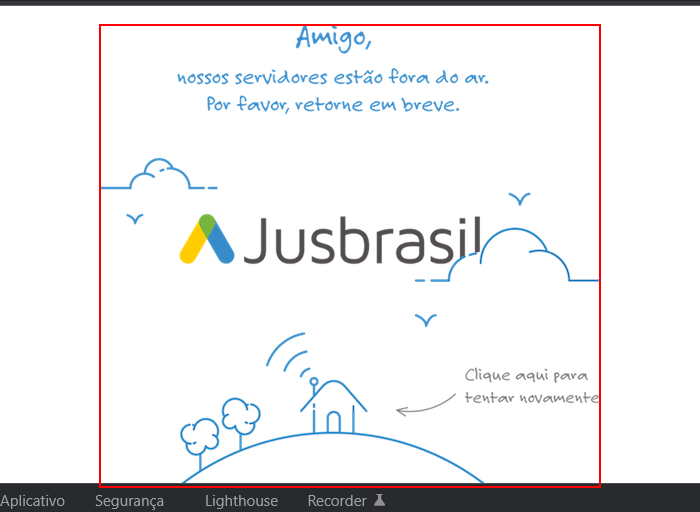 Amigo,
nossos servidores estão fora do ar.
Por favor, retorne em breve.
Jusbrasil
Clique aqui para
tentar novamente
Aplicativo Segurança Lighthouse Recorder